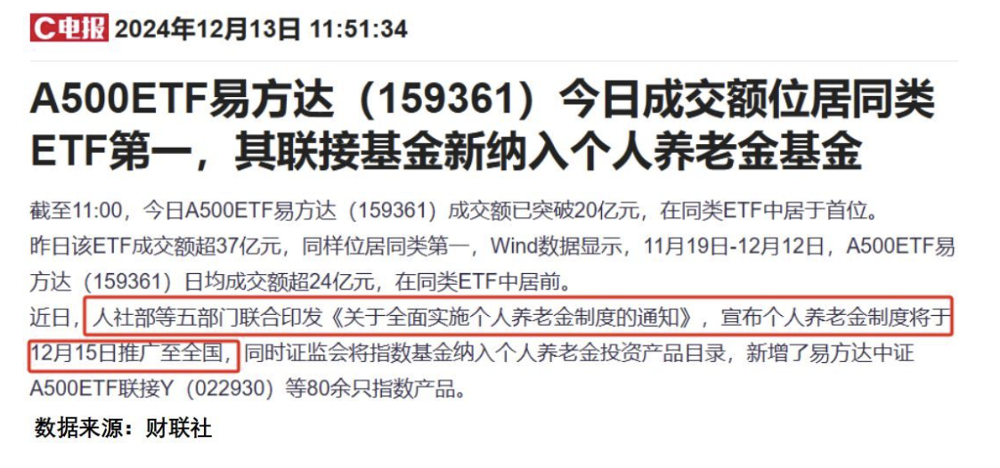 C电报 2024年12月13日 11:51:34
A500ETF易方达（159361）今日成交额位居同类
ETF第一，其联接基金新纳入个人养老金基金
截至11:00，今日A500ETF易方达（159361）成交额已突破20亿元，在同类ETF中居于首位。
昨日该ETF成交额超37亿元，同样位居同类第一，Wind数据显示，11月19日-12月12日，A500ETF易
方达（159361）日均成交额超24亿元，在同类ETF中居前。
近日，人社部等五部门联合印发《关于全面实施个人养老金制度的通知》，宣布个人养老金制度将于
12月15日推广至全国，同时证监会将指数基金纳入个人养老金投资产品目录，新增了易方达中证
A500ETF联接Y（022930）等80余只指数产品。
数据来源：财联社